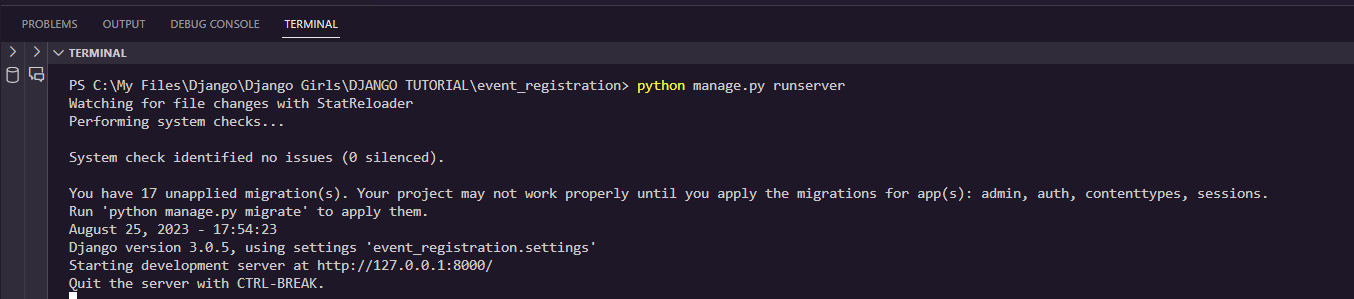 PROBLEMS OUTPUT DEBUG CONSOLE TERMINAL
TERMINAL
PS C:\My Files\Django\Django Girls\DJANGO TUTORIAL\event_registration> python manage.py runserver
Watching for file changes with StatReloader
Performing system checks...
System check identified no issues (0 silenced).
You have 17 unapplied migration(s). Your project may not work properly until you apply the migrations for app(s): admin, auth, contenttypes, sessions.
Run 'python manage.py migrate' to apply them.
August 25, 2023 - 17:54:23
Django version 3.0.5, using settings 'event_registration.settings'
Starting development server at http://127.0.0.1:8000/
Quit the server with CTRL-BREAK.